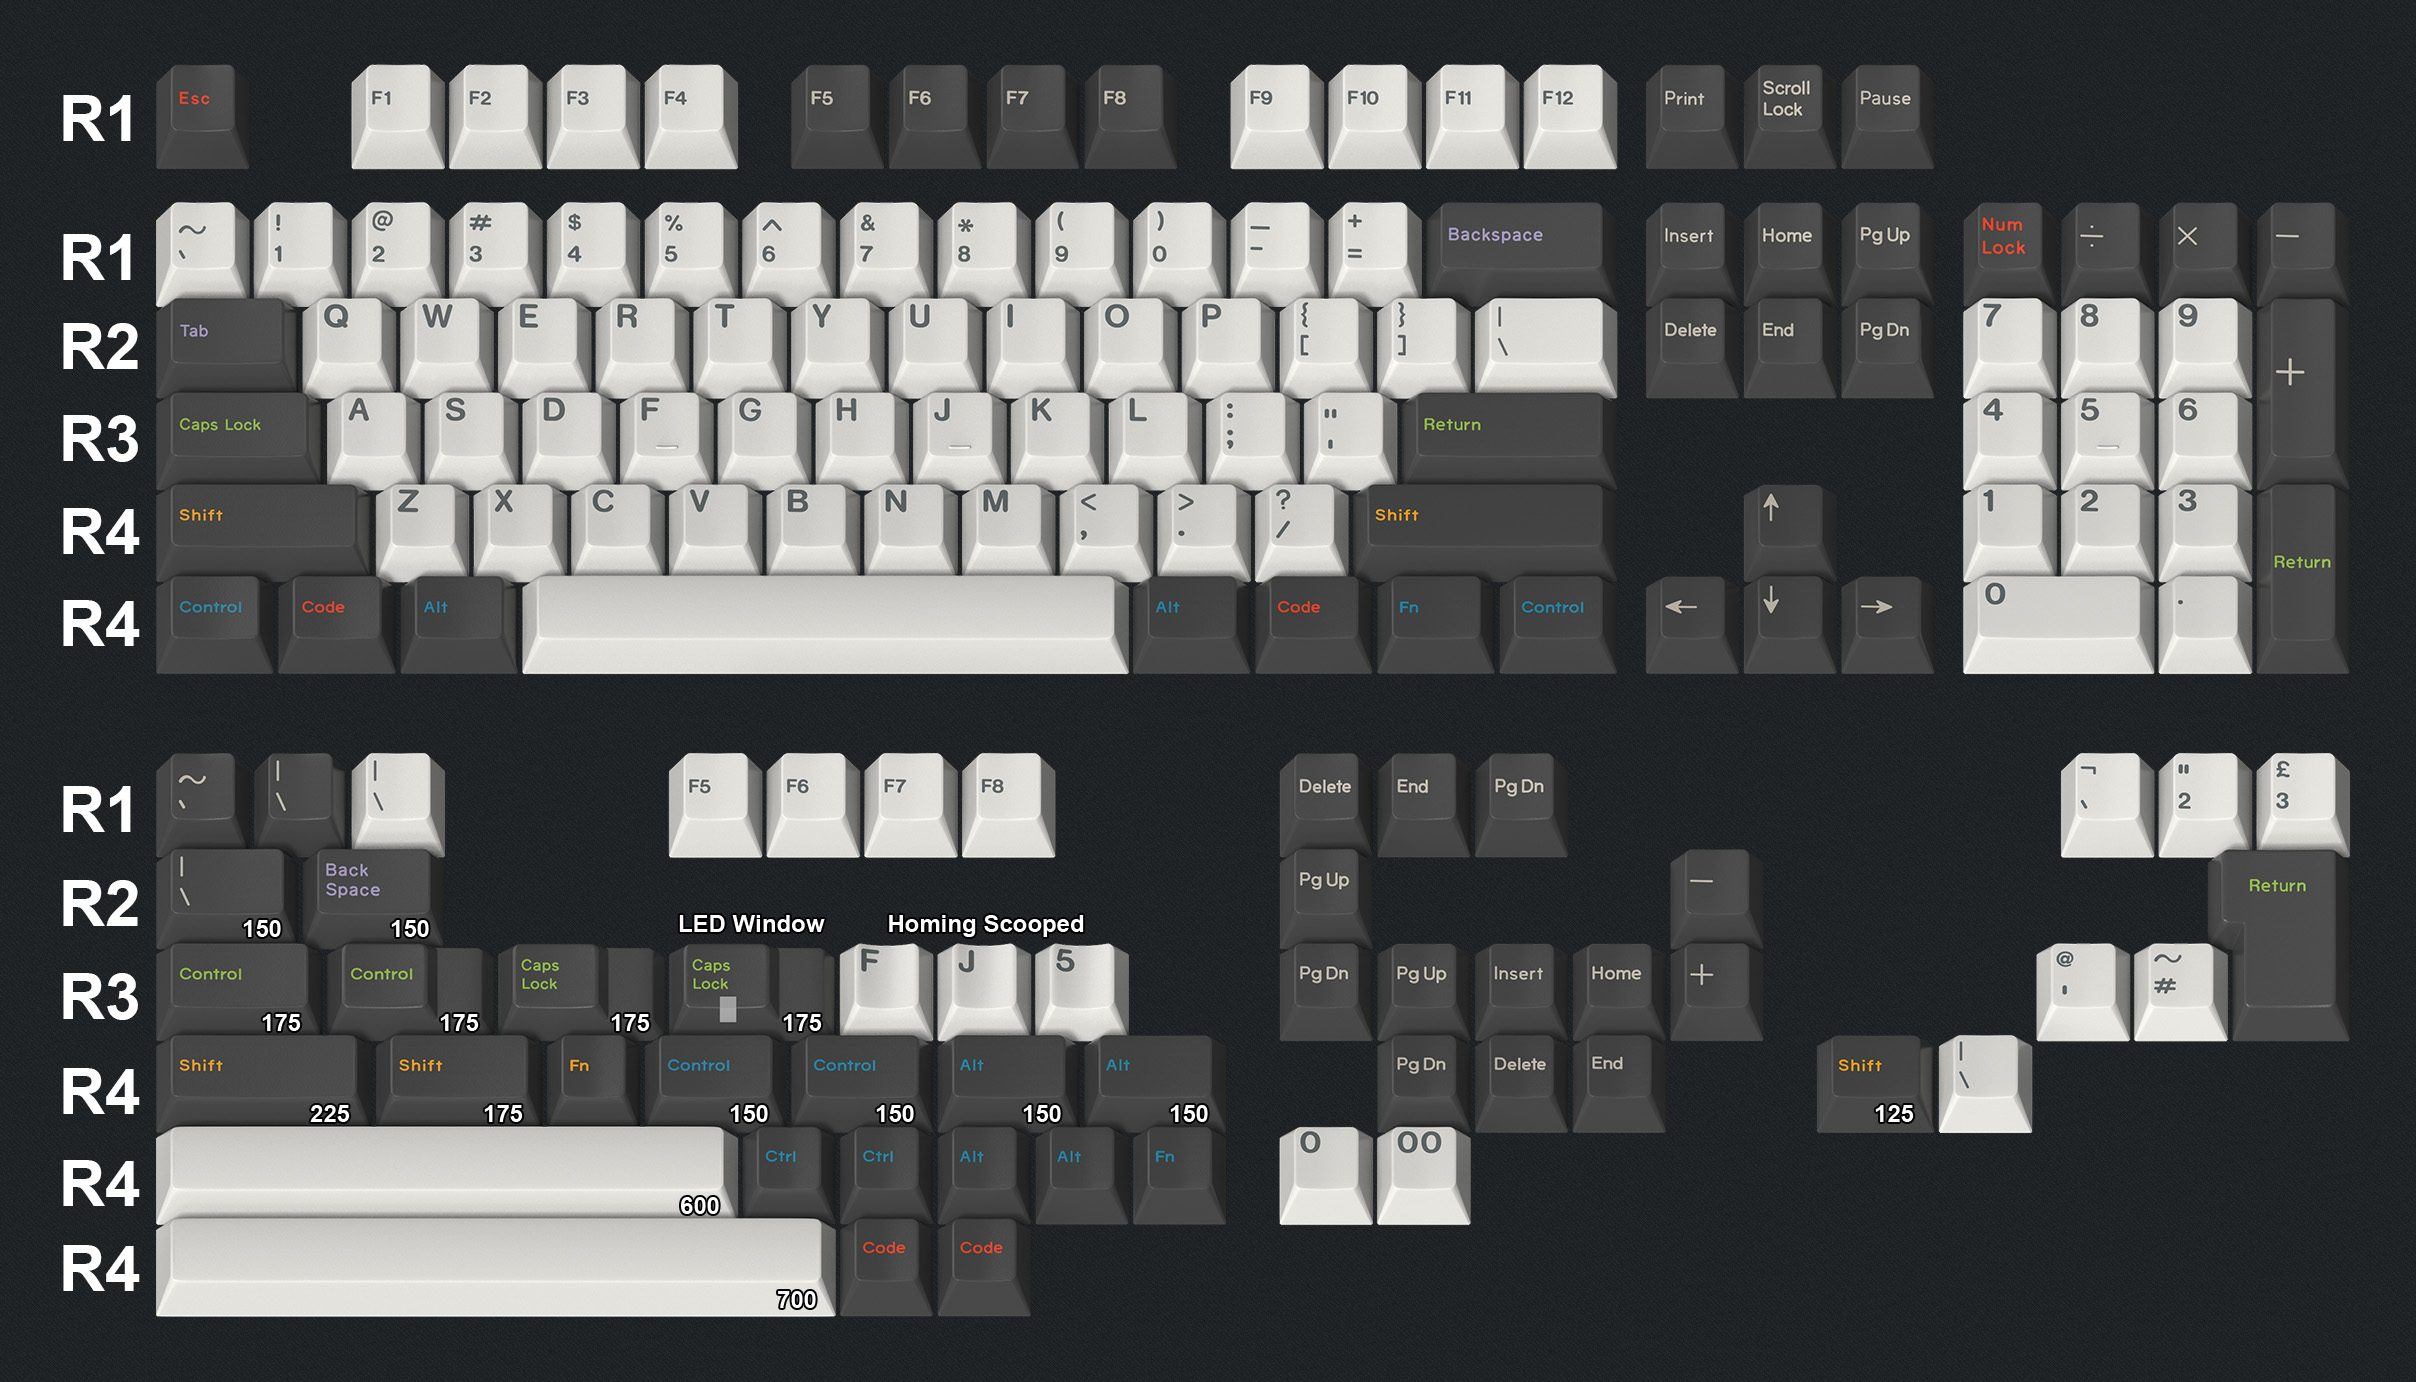 R1 Esc F1 F2 F3 F4 F5 F6 F7 F8 F9 F10 F11 F12 Print Scroll Lock Pause
R1 ~ ` ! 1 @ 2 # 3 $ 4 % 5 ^ 6 & 7 * 8 ( 9 ) 0 — - + = Backspace Insert Home Pg Up Num Lock ÷ × —
R2 Tab Q W E R T Y U I O P { [ } ] | \ Delete End Pg Dn 7 8 9 +
R3 Caps Lock A S D F G H J K L : ; " ' Return 4 5 6
R4 Shift Z X C V B N M < , > . ? / Shift ↑ 1 2 3 Return
R4 Control Code Alt Alt Code Fn Control ← ↓ → 0 .
R1 ~ ` | \ | \ F5 F6 F7 F8 Delete End Pg Dn ¬ ` " 2 £ 3
R2 | \ 150 Back Space 150 Pg Up — Return
LED Window Homing Scooped
R3 Control 175 Control 175 Caps Lock 175 Caps Lock 175 F J 5 Pg Dn Pg Up Insert Home + @ ' ~ #
R4 Shift 225 Shift 175 Fn Control 150 Control 150 Alt 150 Alt 150 Pg Dn Delete End Shift 125 | \
R4 600 Ctrl Ctrl Alt Alt Fn 0 00
R4 700 Code Code